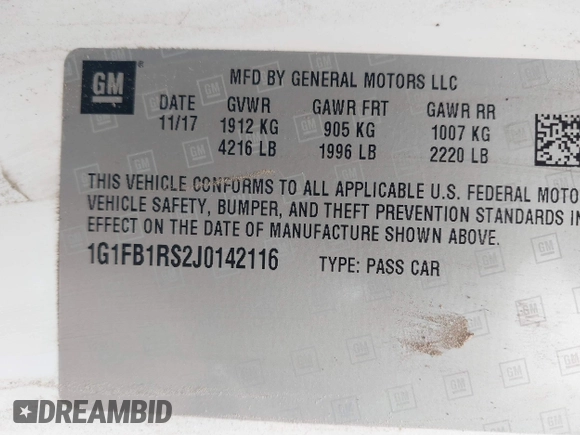 GM
MFD BY GENERAL MOTORS LLC
DATE GVWR GAWR FRT GAWR RR
11/17 1912 KG 905 KG 1007 KG
4216 LB 1996 LB 2220 LB
THIS VEHICLE CONFORMS TO ALL APPLICABLE U.S. FEDERAL MOTO
VEHICLE SAFETY, BUMPER, AND THEFT PREVENTION STANDARDS IN
EFFECT ON THE DATE OF MANUFACTURE SHOWN ABOVE.
1G1FB1RS2J0142116 TYPE: PASS CAR
DREAMBID